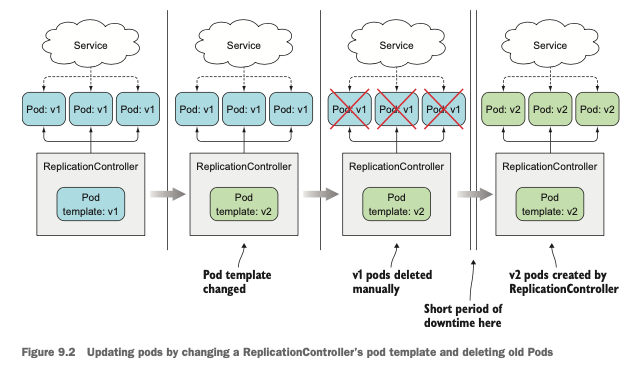 Service
Pod: v1
Pod: v1
Pod: v1
ReplicationController
Pod
template: v1
Service
Pod: v1
Pod: v1
Pod: v1
ReplicationController
Pod
template: v2
Pod template
changed
Service
Pod: v1
Pod: v1
Pod: v1
ReplicationController
Pod
template: v2
v1 pods deleted
manually
Short period of
downtime here
Service
Pod: v2
Pod: v2
Pod: v2
ReplicationController
Pod
template: v2
v2 pods created by
ReplicationController
Figure 9.2 Updating pods by changing a ReplicationController's pod template and deleting old Pods